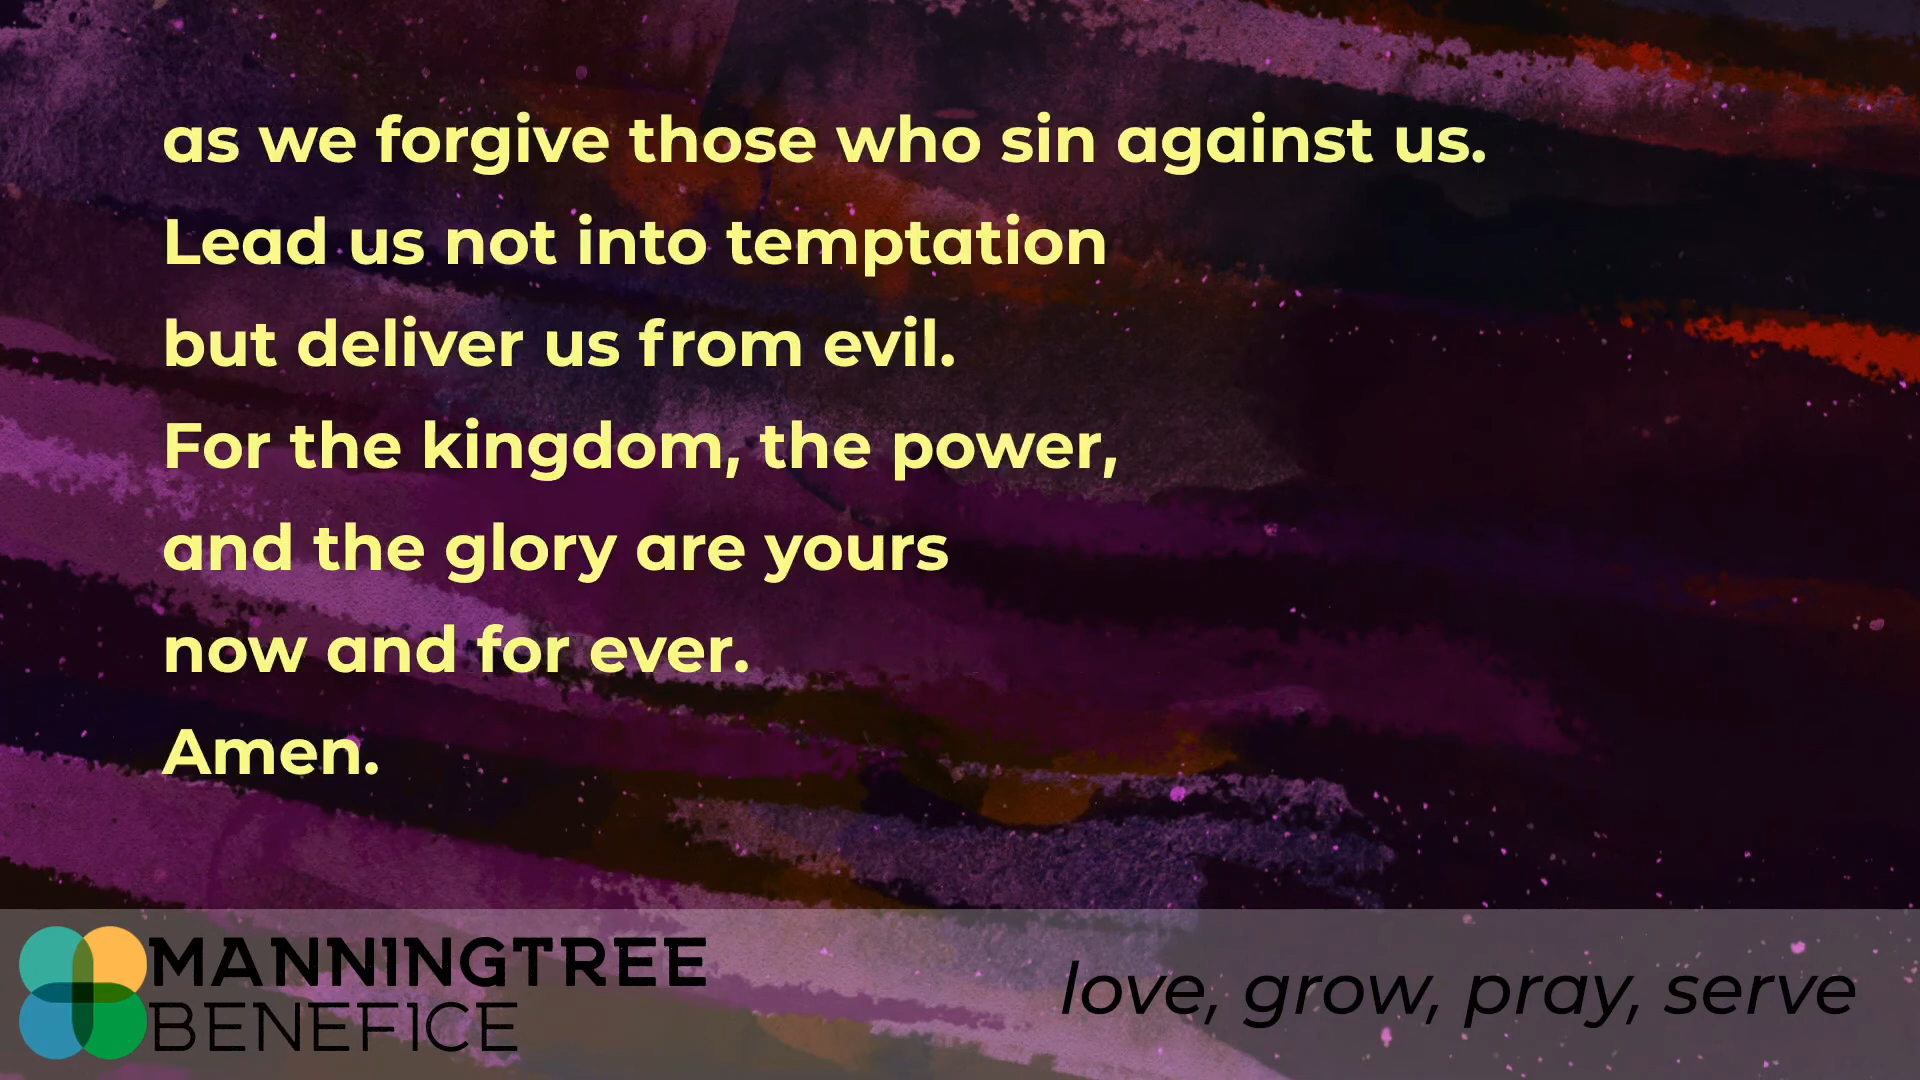 as we forgive those who sin against us.
Lead us not into temptation
but deliver us from evil.
For the kingdom, the power,
and the glory are yours
now and for ever.
Amen.
MANNINGTREE
BENEFICE
love, grow, pray, serve